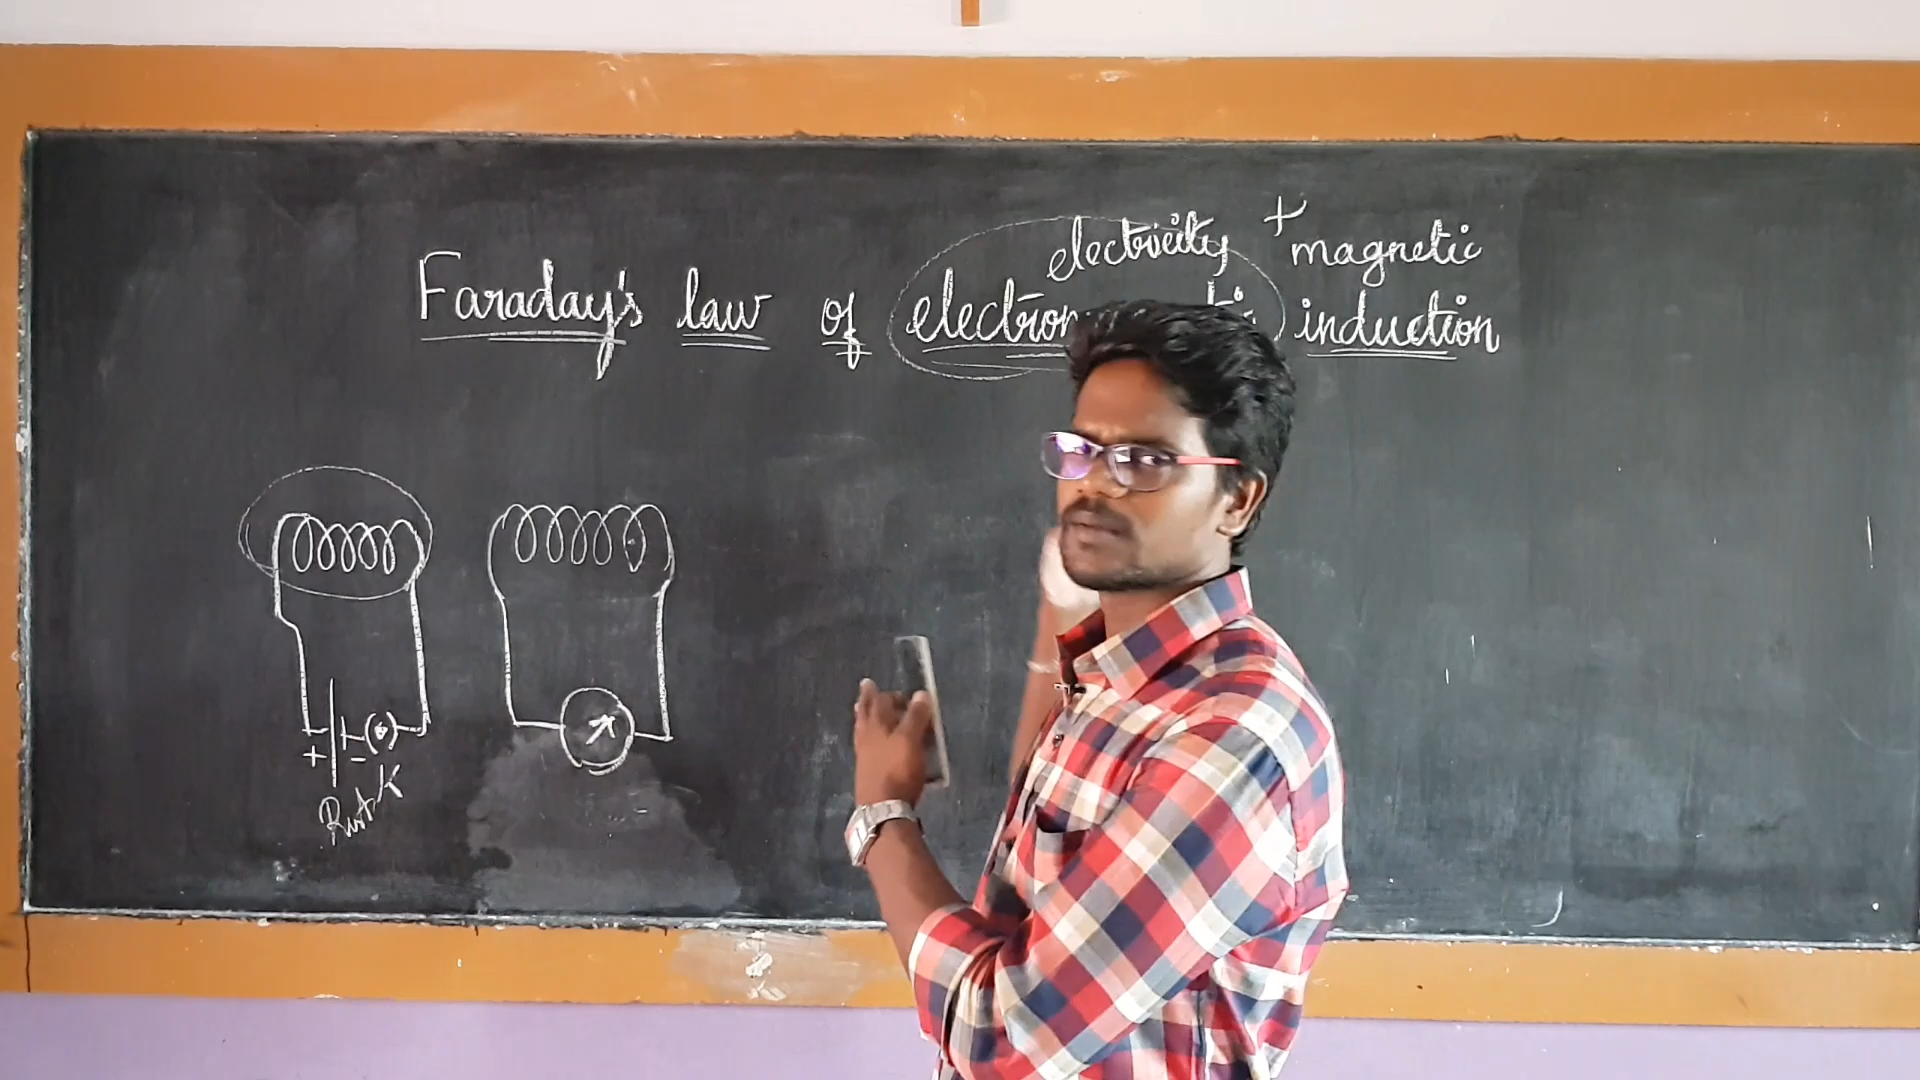 electricity + magnetic
Faraday's law of induction
+ -
K